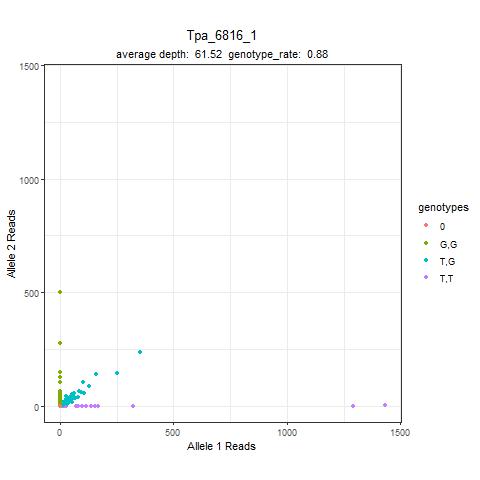 Tpa_6816_1
average depth: 61.52 genotype_rate: 0.88
1500
1000
500
0
Allele 2 Reads
0 500 1000 1500
Allele 1 Reads
genotypes
0
G,G
T,G
T,T